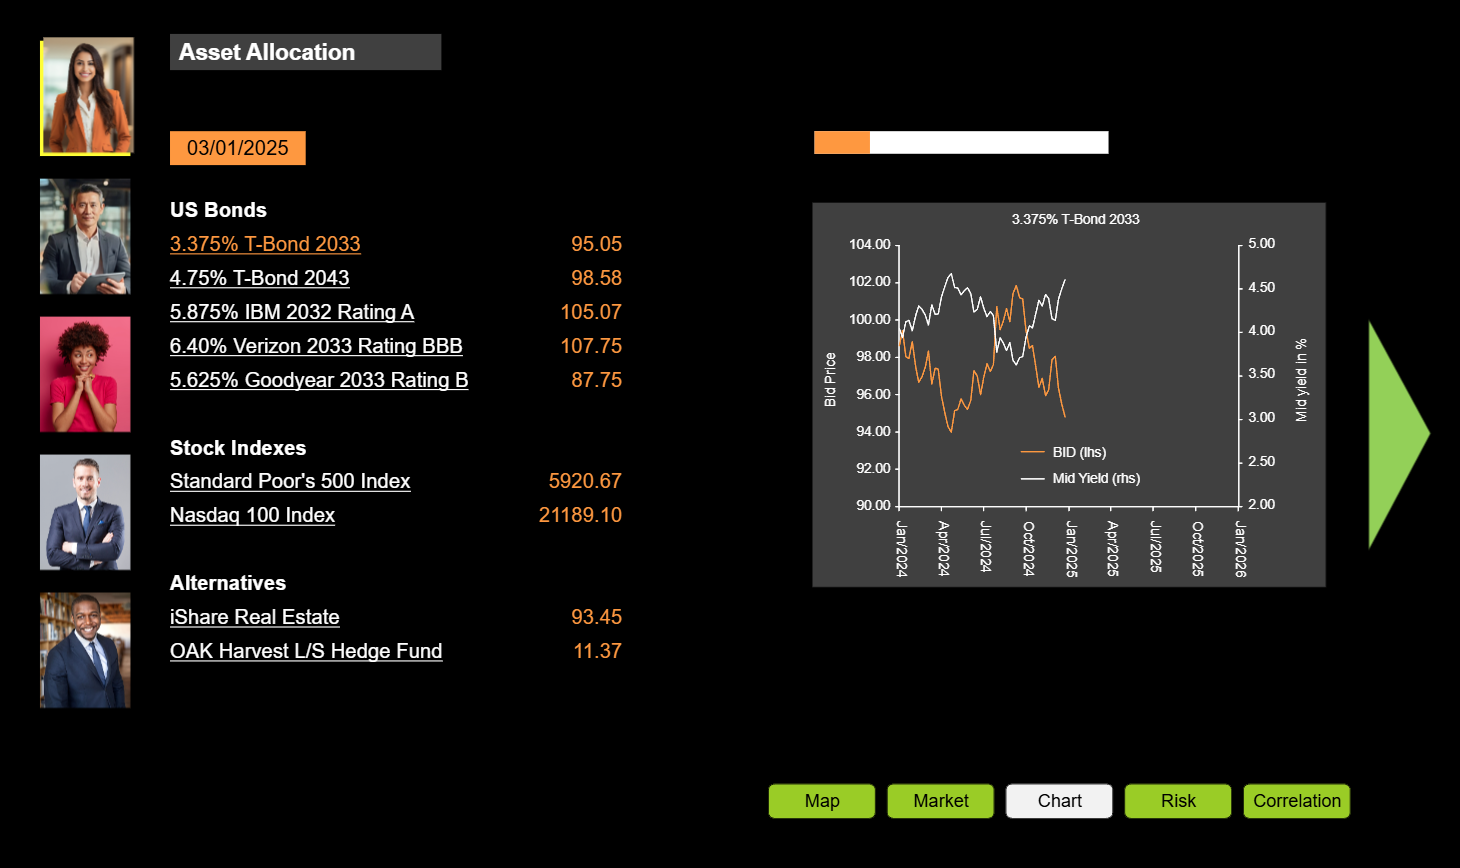 Asset Allocation
03/01/2025
US Bonds
3.375% T-Bond 2033 95.05
4.75% T-Bond 2043 98.58
5.875% IBM 2032 Rating A 105.07
6.40% Verizon 2033 Rating BBB 107.75
5.625% Goodyear 2033 Rating B 87.75
Stock Indexes
Standard Poor's 500 Index 5920.67
Nasdaq 100 Index 21189.10
Alternatives
iShare Real Estate 93.45
OAK Harvest L/S Hedge Fund 11.37
3.375% T-Bond 2033
104.00
102.00
100.00
98.00
96.00
94.00
92.00
90.00
Bid Price
5.00
4.50
4.00
3.50
3.00
2.50
2.00
Mid yield in %
BID (lhs)
Mid Yield (rhs)
Jan/2024
Apr/2024
Jul/2024
Oct/2024
Jan/2025
Apr/2025
Jul/2025
Oct/2025
Jan/2026
Map Market Chart Risk Correlation